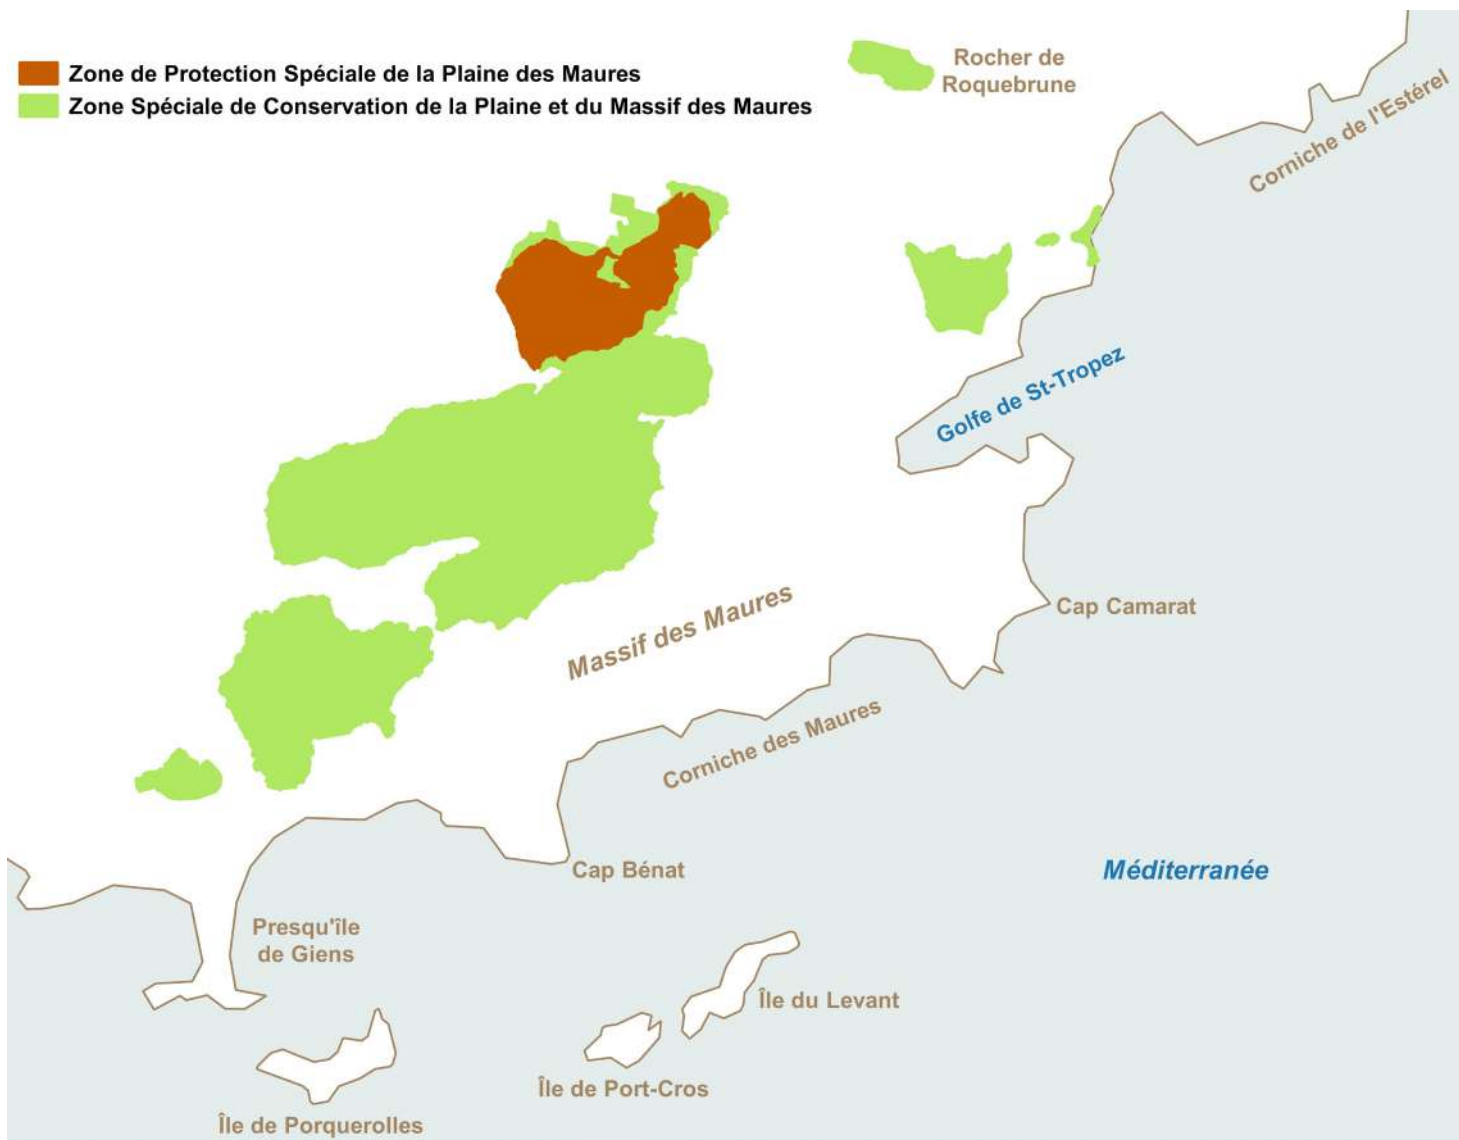 Zone de Protection Spéciale de la Plaine des Maures
Zone Spéciale de Conservation de la Plaine et du Massif des Maures
Rocher de
Roquebrune
Corniche de l'Estérel
Golfe de St-Tropez
Massif des Maures
Cap Camarat
Corniche des Maures
Cap Bénat
Méditerranée
Presqu'île
de Giens
Île du Levant
Île de Port-Cros
Île de Porquerolles